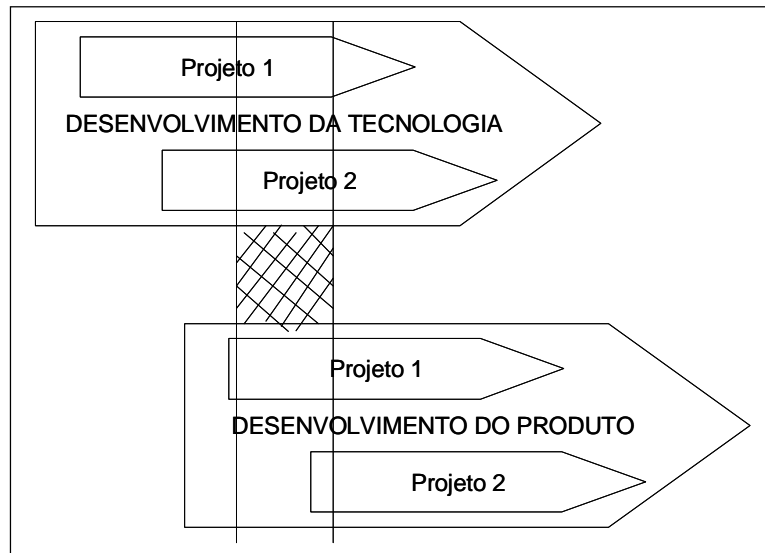 Projeto 1
DESENVOLVIMENTO DA TECNOLOGIA
Projeto 2
Projeto 1
DESENVOLVIMENTO DO PRODUTO
Projeto 2